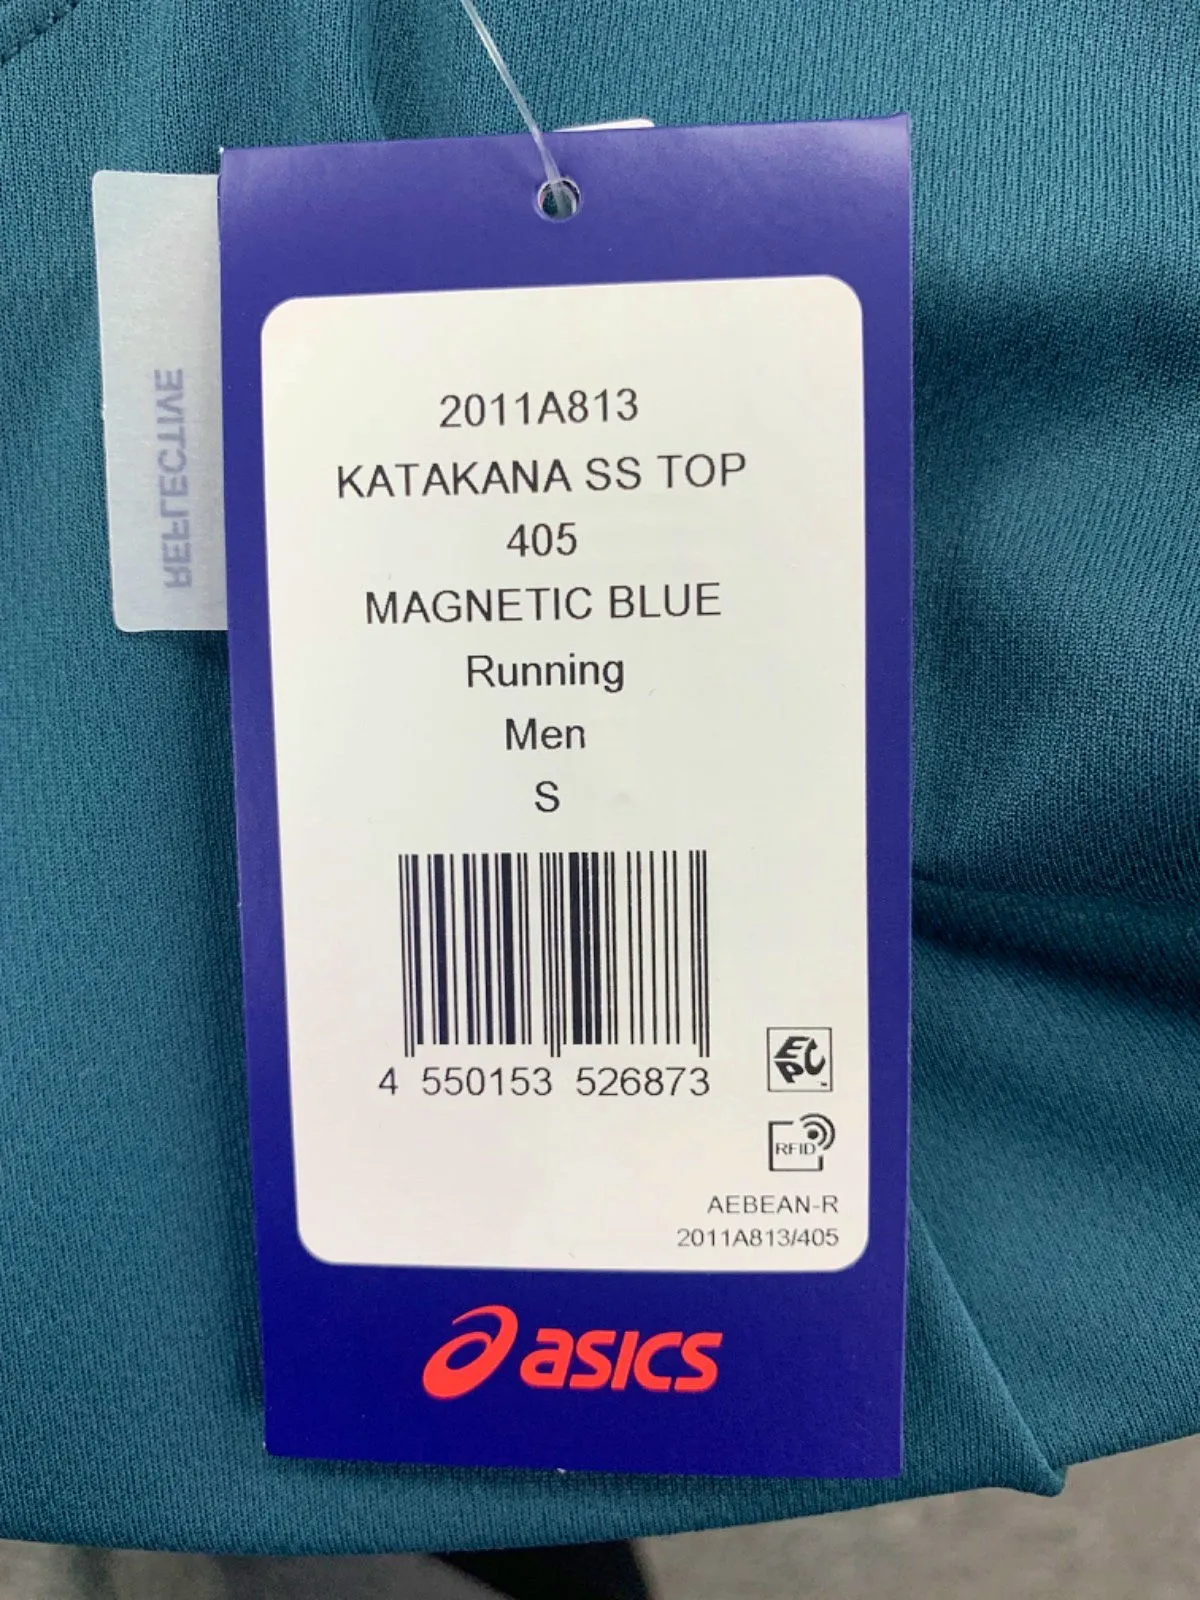 REFLECTIVE
2011A813
KATAKANA SS TOP
405
MAGNETIC BLUE
Running
Men
S
4 550153 526873
EPC
™
RFID
AEBEAN-R
2011A813/405
asics